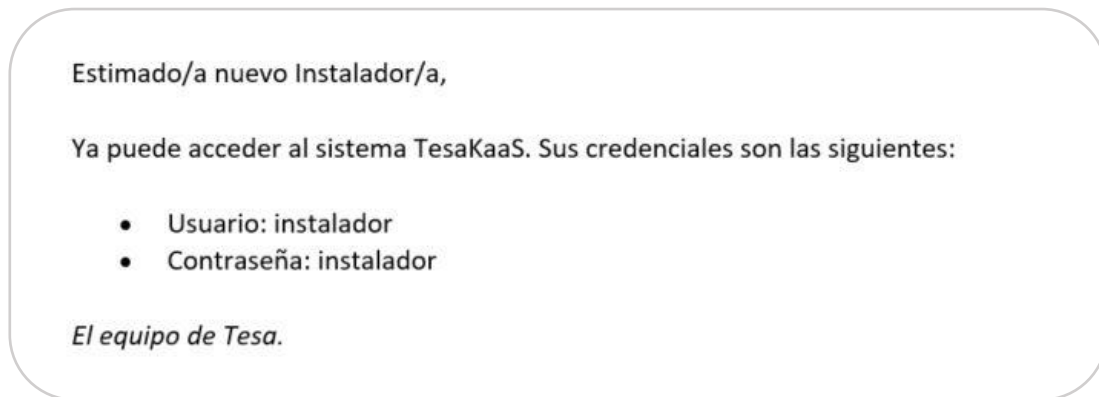 Estimado/a nuevo Instalador/a,
Ya puede acceder al sistema TesaKaaS. Sus credenciales son las siguientes:
• Usuario: instalador
• Contraseña: instalador
El equipo de Tesa.